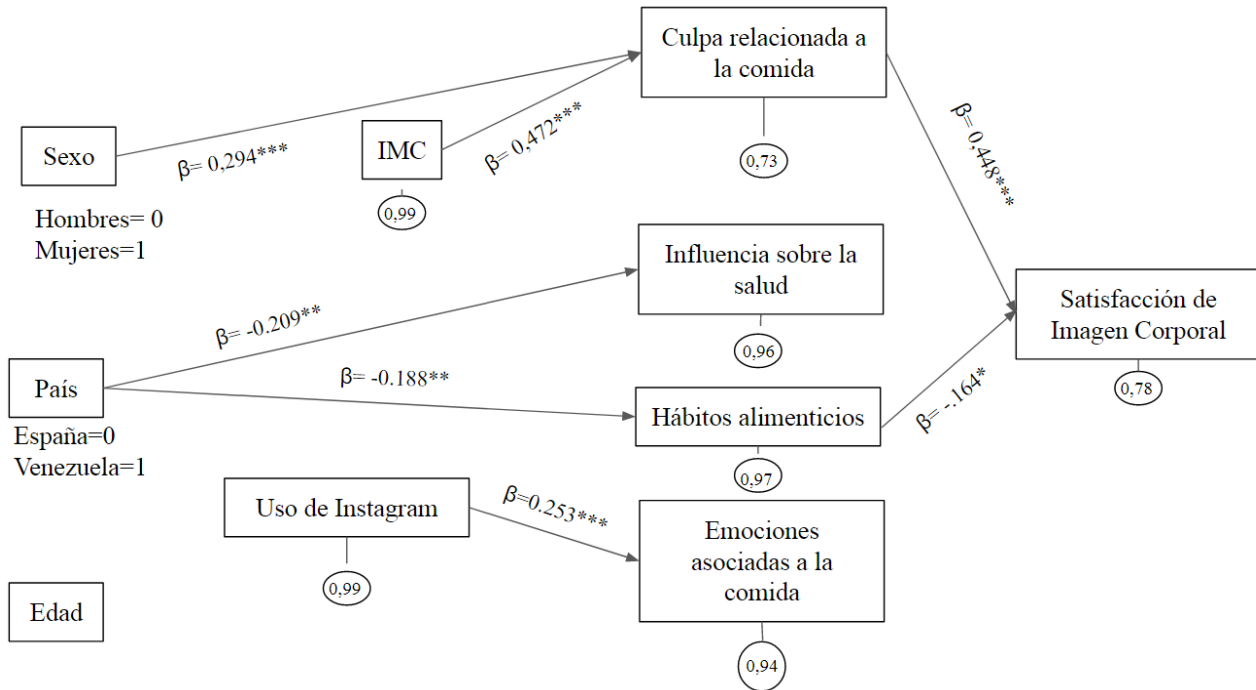 Culpa relacionada a
la comida
0,73
Sexo
β= 0,294***
IMC
β= 0,472***
0,99
Hombres= 0
Mujeres=1
β= 0,448***
Influencia sobre la
salud
0,96
β= -0.209**
Satisfacción de
Imagen Corporal
0,78
País
β= -0.188**
España=0
Venezuela=1
Hábitos alimenticios
0,97
β= -.164*
Uso de Instagram
0,99
β=0.253***
Emociones
asociadas a la
comida
0,94
Edad